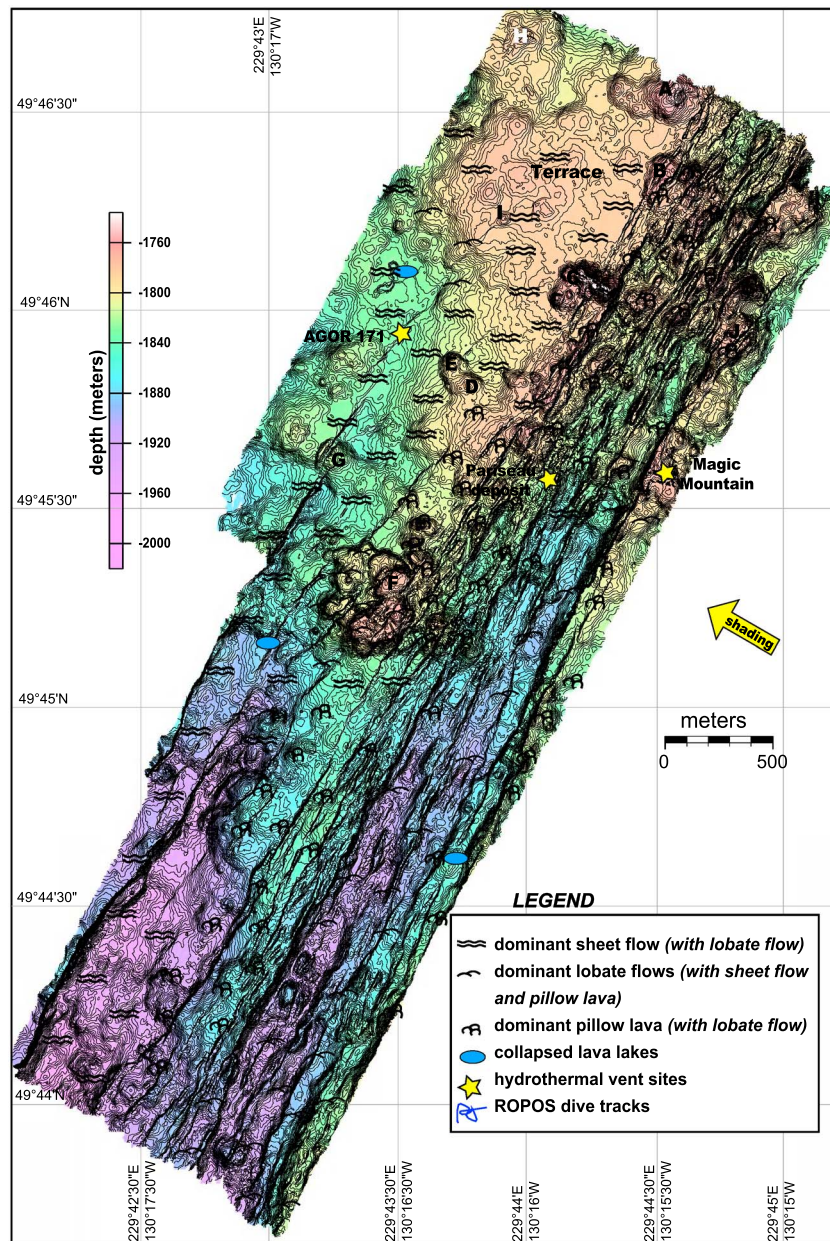 229°43'E
130°17'W
H
A
49°46'30"
B
Terrace
I
-1760
-1800
-1840
-1880
-1920
-1960
-2000
depth (meters)
C
49°46'N
J
AGOR 171
E
D
G
Pariseau
deposit
Magic
Mountain
49°45'30"
F
shading
49°45'N
meters
0
500
49°44'30"
LEGEND
dominant sheet flow (with lobate flow)
dominant lobate flows (with sheet flow
and pillow lava)
dominant pillow lava (with lobate flow)
collapsed lava lakes
hydrothermal vent sites
ROPOS dive tracks
49°44'N
229°42'30"E
130°17'30"W
229°43'30"E
130°16'30"W
229°44'E
130°16'W
229°44'30"E
130°15'30"W
229°45'E
130°15'W